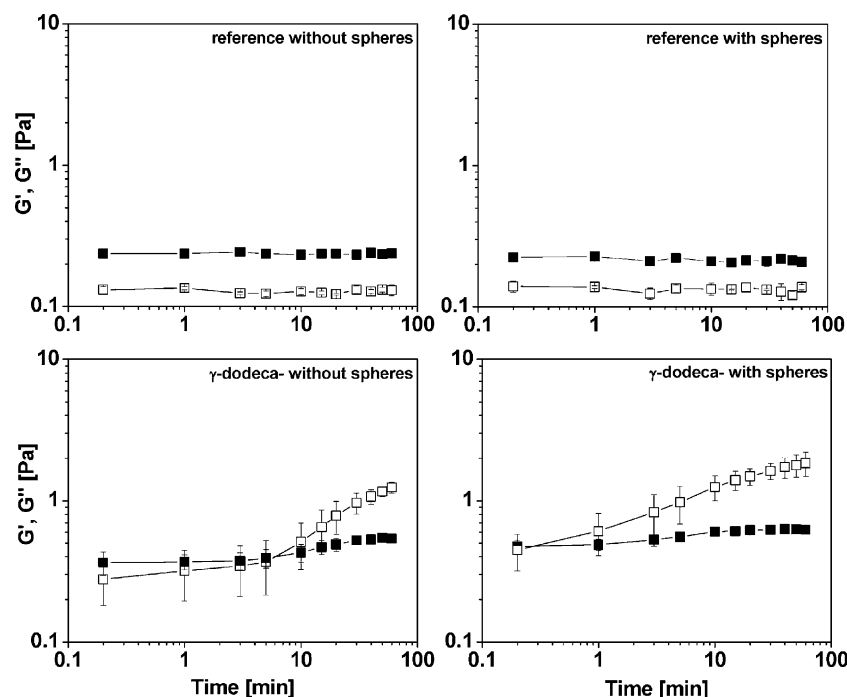 10
reference without spheres
1
G', G" [Pa]
0.1
0.1 1 10 100
10
reference with spheres
1
0.1
0.1 1 10 100
10
γ-dodeca- without spheres
1
G', G" [Pa]
0.1
0.1 1 10 100
Time [min]
10
γ-dodeca- with spheres
1
0.1
0.1 1 10 100
Time [min]